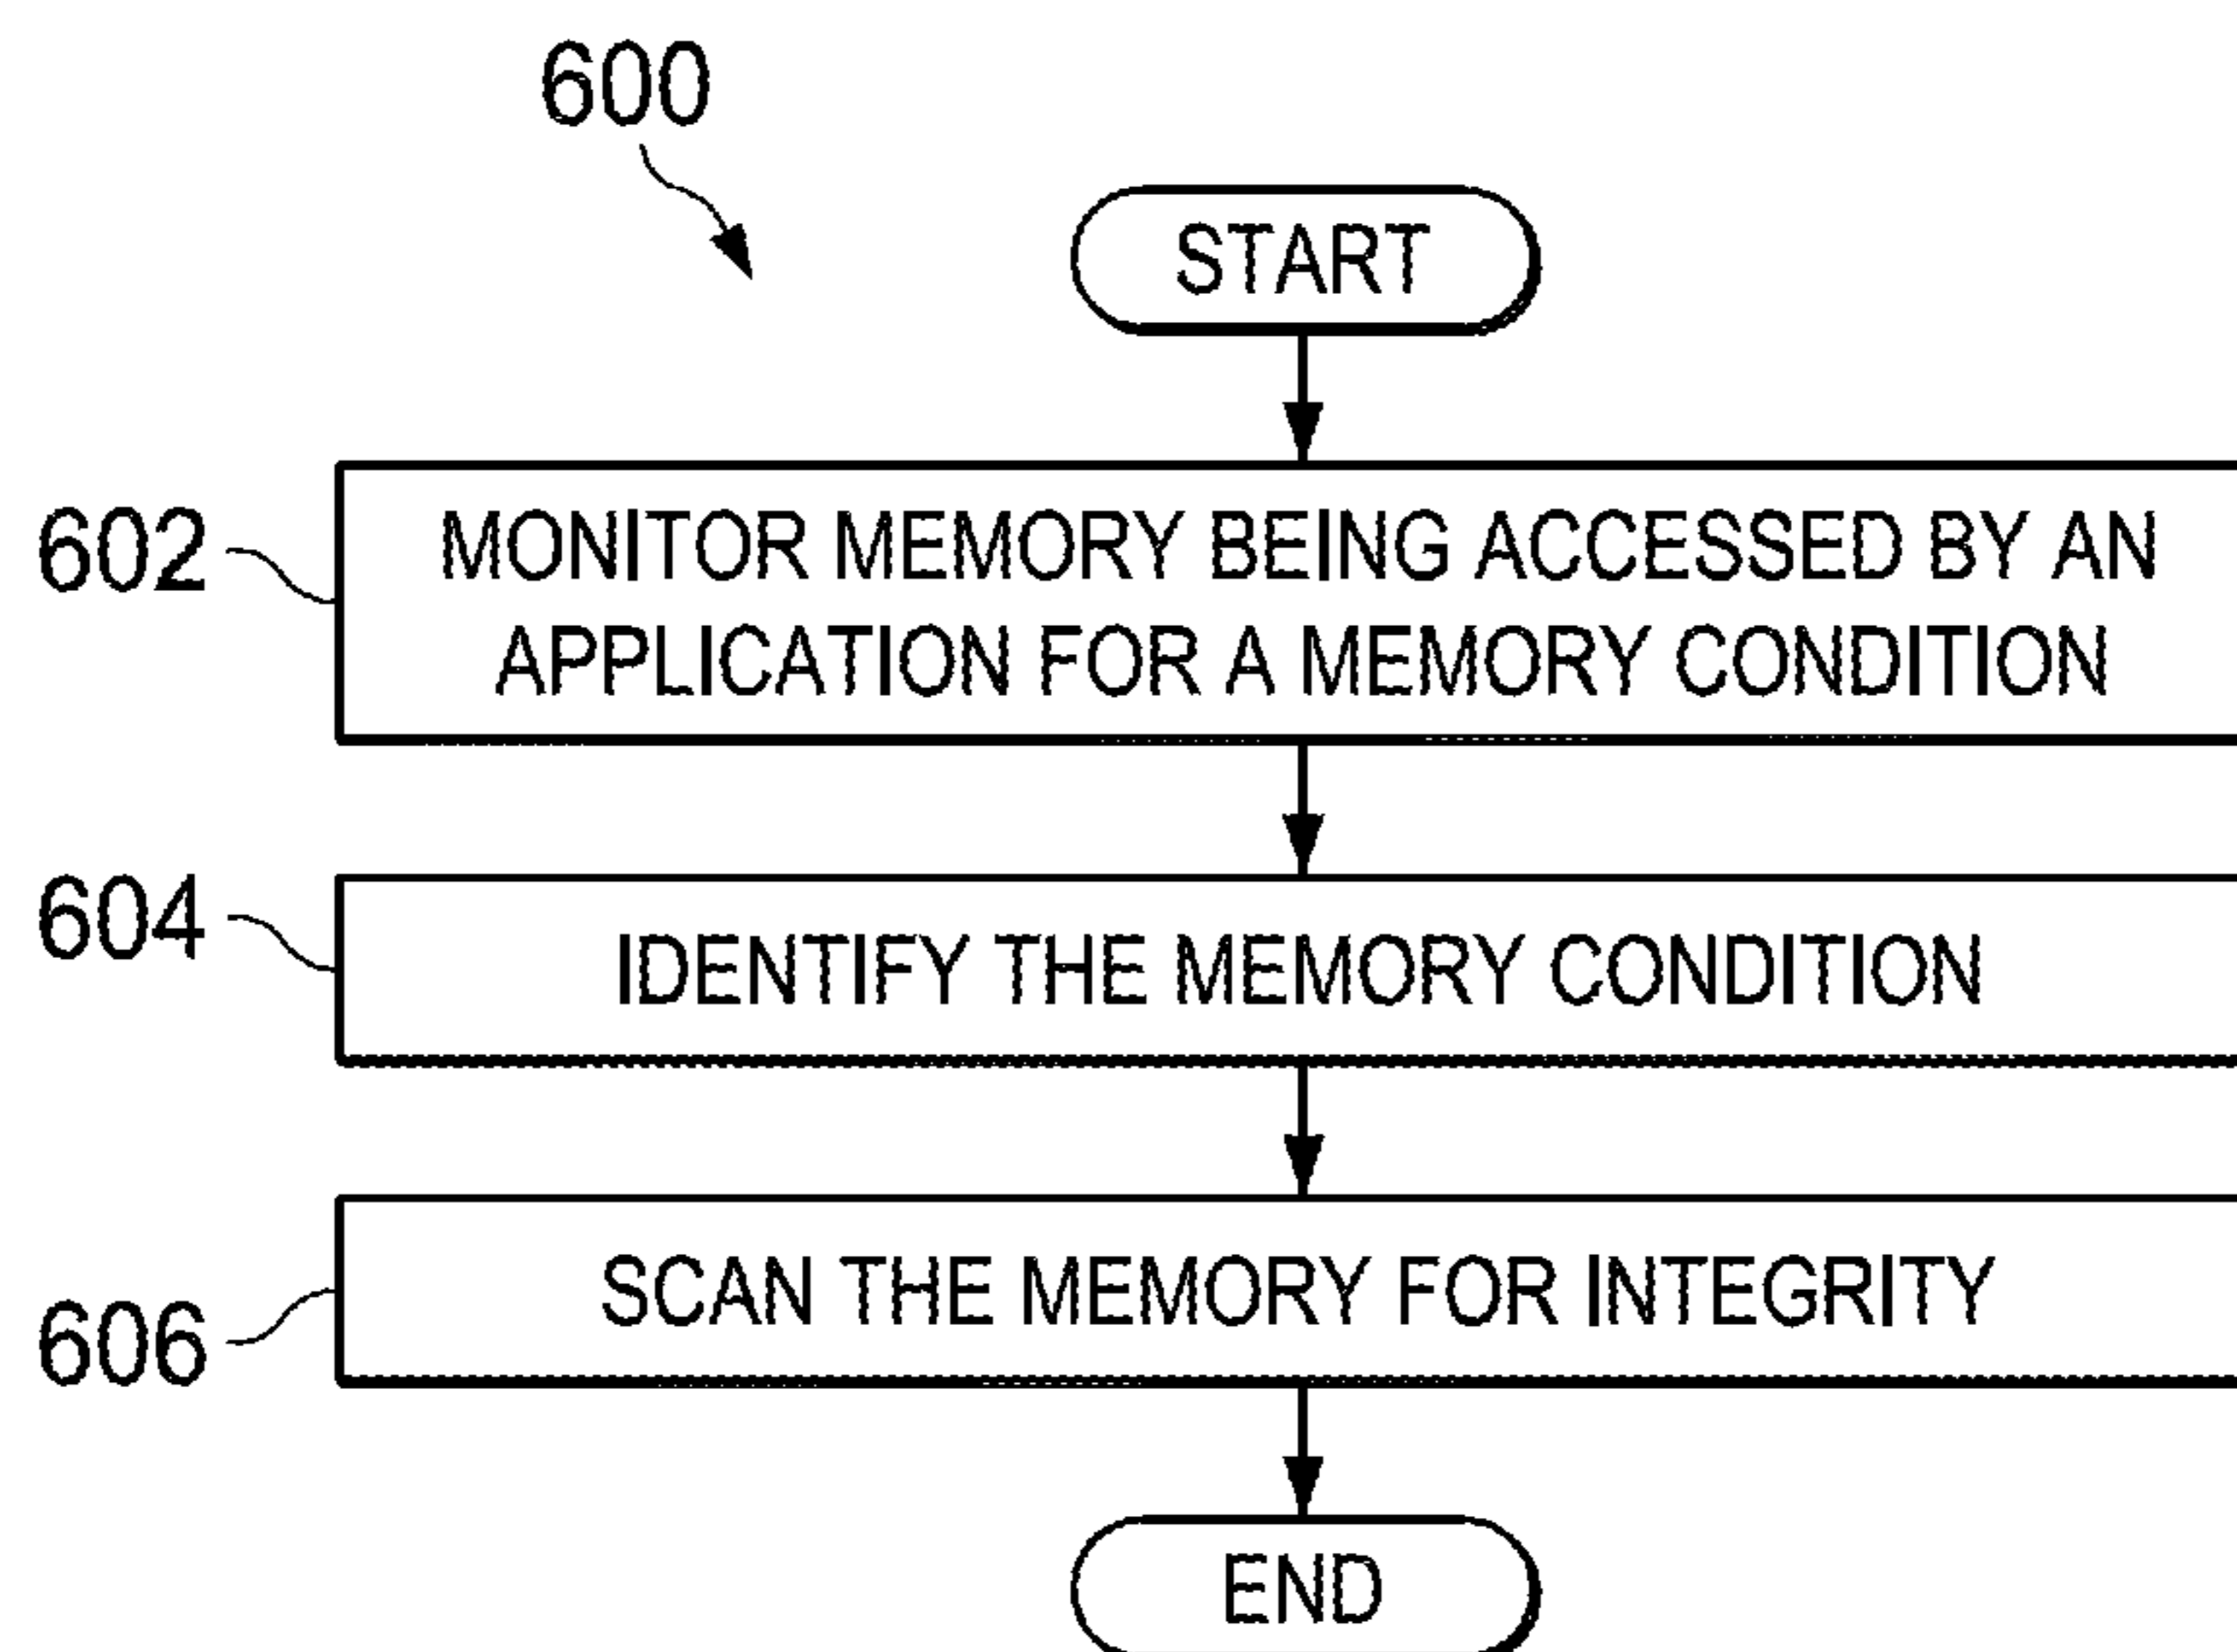 600
START
602
MONITOR MEMORY BEING ACCESSED BY AN
APPLICATION FOR A MEMORY CONDITION
604
IDENTIFY THE MEMORY CONDITION
606
SCAN THE MEMORY FOR INTEGRITY
END